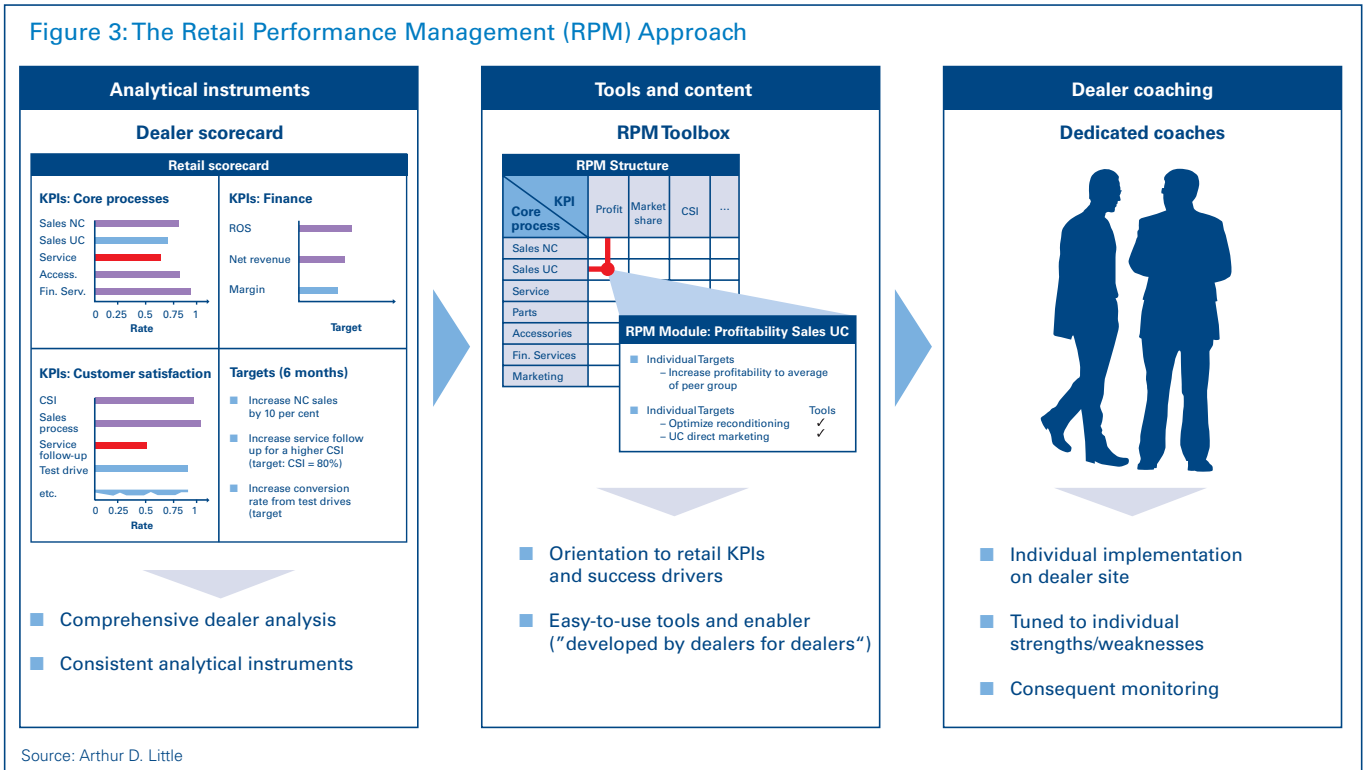 Figure 3: The Retail Performance Management (RPM) Approach
Analytical instruments
Dealer scorecard
Retail scorecard
KPIs: Core processes
Sales NC
Sales UC
Service
Access.
Fin. Serv.
0 0.25 0.5 0.75 1
Rate
KPIs: Finance
ROS
Net revenue
Margin
Target
KPIs: Customer satisfaction
CSI
Sales
process
Service
follow-up
Test drive
etc.
0 0.25 0.5 0.75 1
Rate
Targets (6 months)
Increase NC sales
by 10 per cent
Increase service follow
up for a higher CSI
(target: CSI = 80%)
Increase conversion
rate from test drives
(target
Comprehensive dealer analysis
Consistent analytical instruments
Tools and content
RPM Toolbox
RPM Structure
KPI
Core
process
Profit
Market
share
CSI
...
Sales NC
Sales UC
Service
Parts
Accessories
Fin. Services
Marketing
RPM Module: Profitability Sales UC
Individual Targets
– Increase profitability to average
of peer group
Individual Targets Tools
– Optimize reconditioning ✓
– UC direct marketing ✓
Orientation to retail KPIs
and success drivers
Easy-to-use tools and enabler
(”developed by dealers for dealers“)
Dealer coaching
Dedicated coaches
Individual implementation
on dealer site
Tuned to individual
strengths/weaknesses
Consequent monitoring
Source: Arthur D. Little